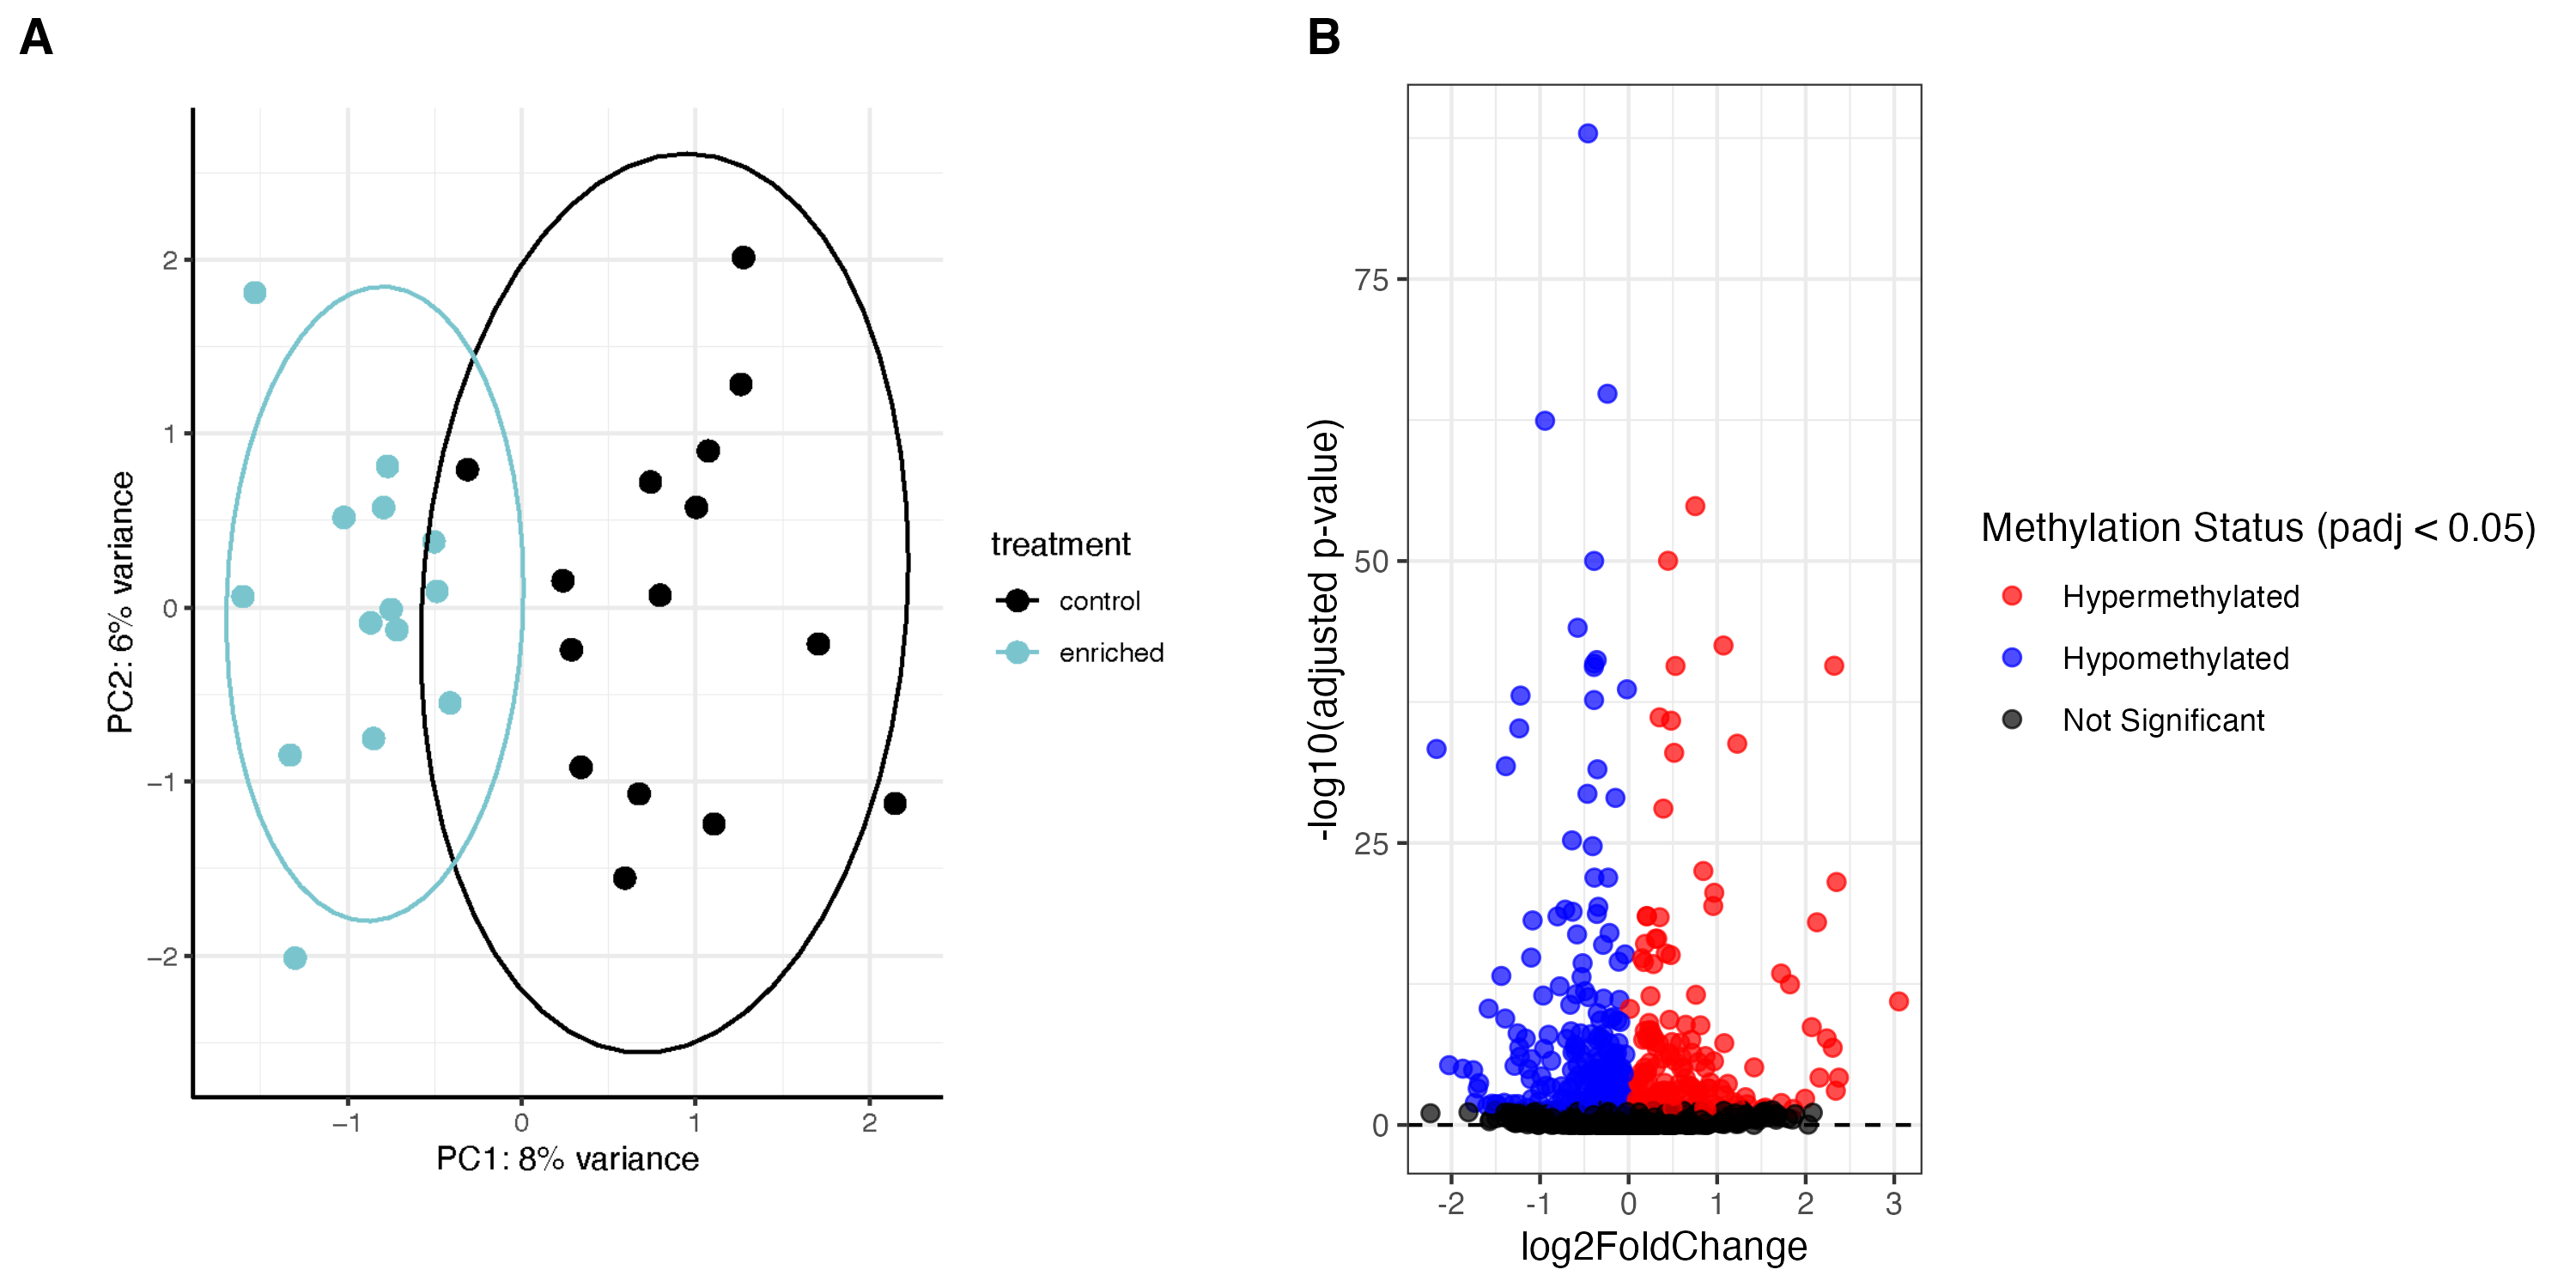 A
2
1
0
−1
−2
−1
0
1
2
PC2: 6% variance
PC1: 8% variance
treatment
control
enriched
B
75
50
25
0
-2
-1
0
1
2
3
-log10(adjusted p-value)
log2FoldChange
Methylation Status (padj < 0.05)
Hypermethylated
Hypomethylated
Not Significant